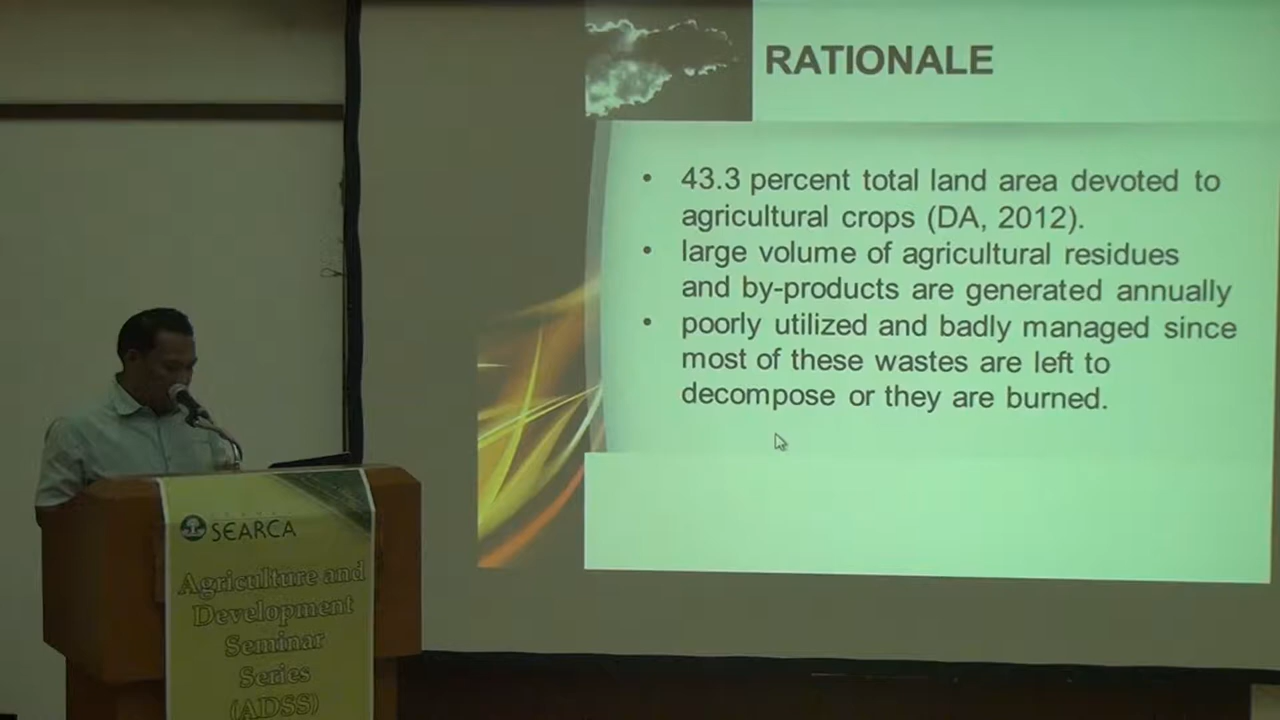 RATIONALE
• 43.3 percent total land area devoted to
agricultural crops (DA, 2012).
• large volume of agricultural residues
and by-products are generated annually
• poorly utilized and badly managed since
most of these wastes are left to
decompose or they are burned.
SEARCA
Agriculture and
Development
Seminar
Series
(ADSS)